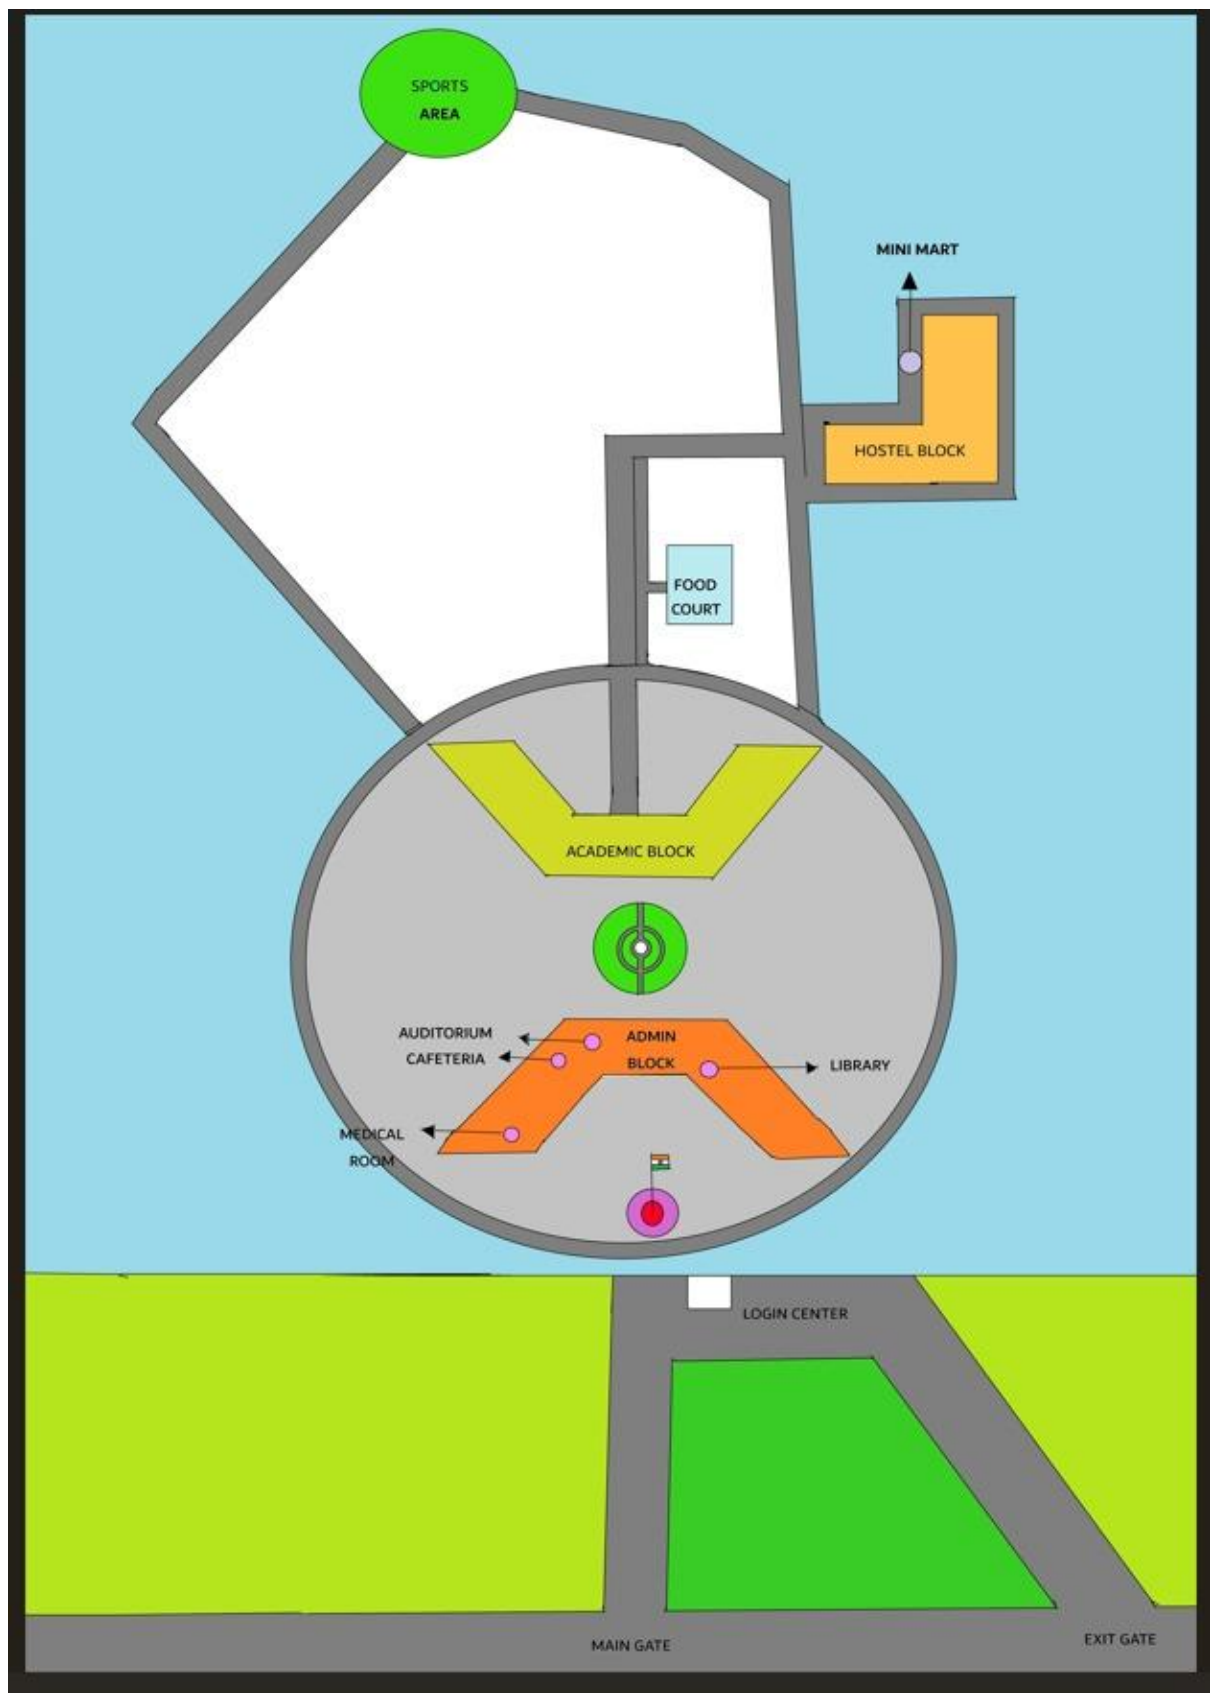 SPORTS
AREA
MINI MART
HOSTEL BLOCK
FOOD
COURT
ACADEMIC BLOCK
AUDITORIUM
ADMIN
CAFETERIA
BLOCK
LIBRARY
MEDICAL
ROOM
LOGIN CENTER
MAIN GATE
EXIT GATE